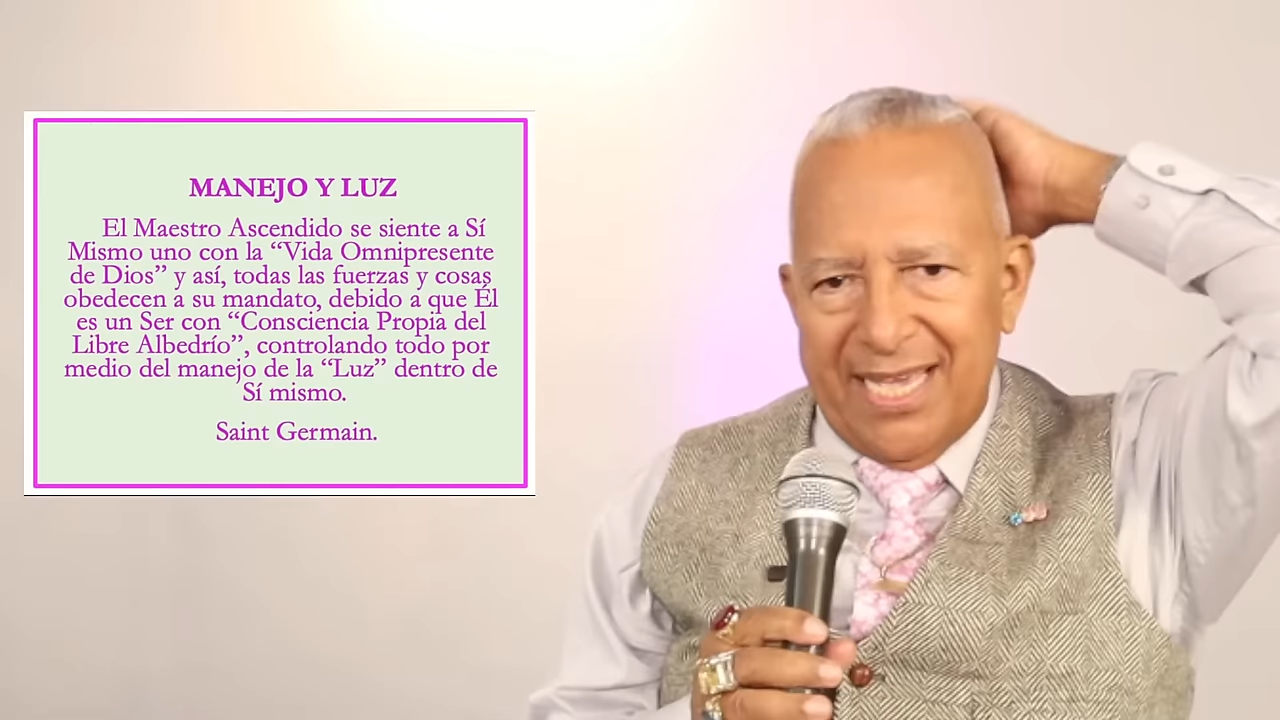 MANEJO Y LUZ
El Maestro Ascendido se siente a Sí
Mismo uno con la “Vida Omnipresente
de Dios” y así, todas las fuerzas y cosas
obedecen a su mandato, debido a que Él
es un Ser con “Consciencia Propia del
Libre Albedrío”, controlando todo por
medio del manejo de la “Luz” dentro de
Sí mismo.
Saint Germain.